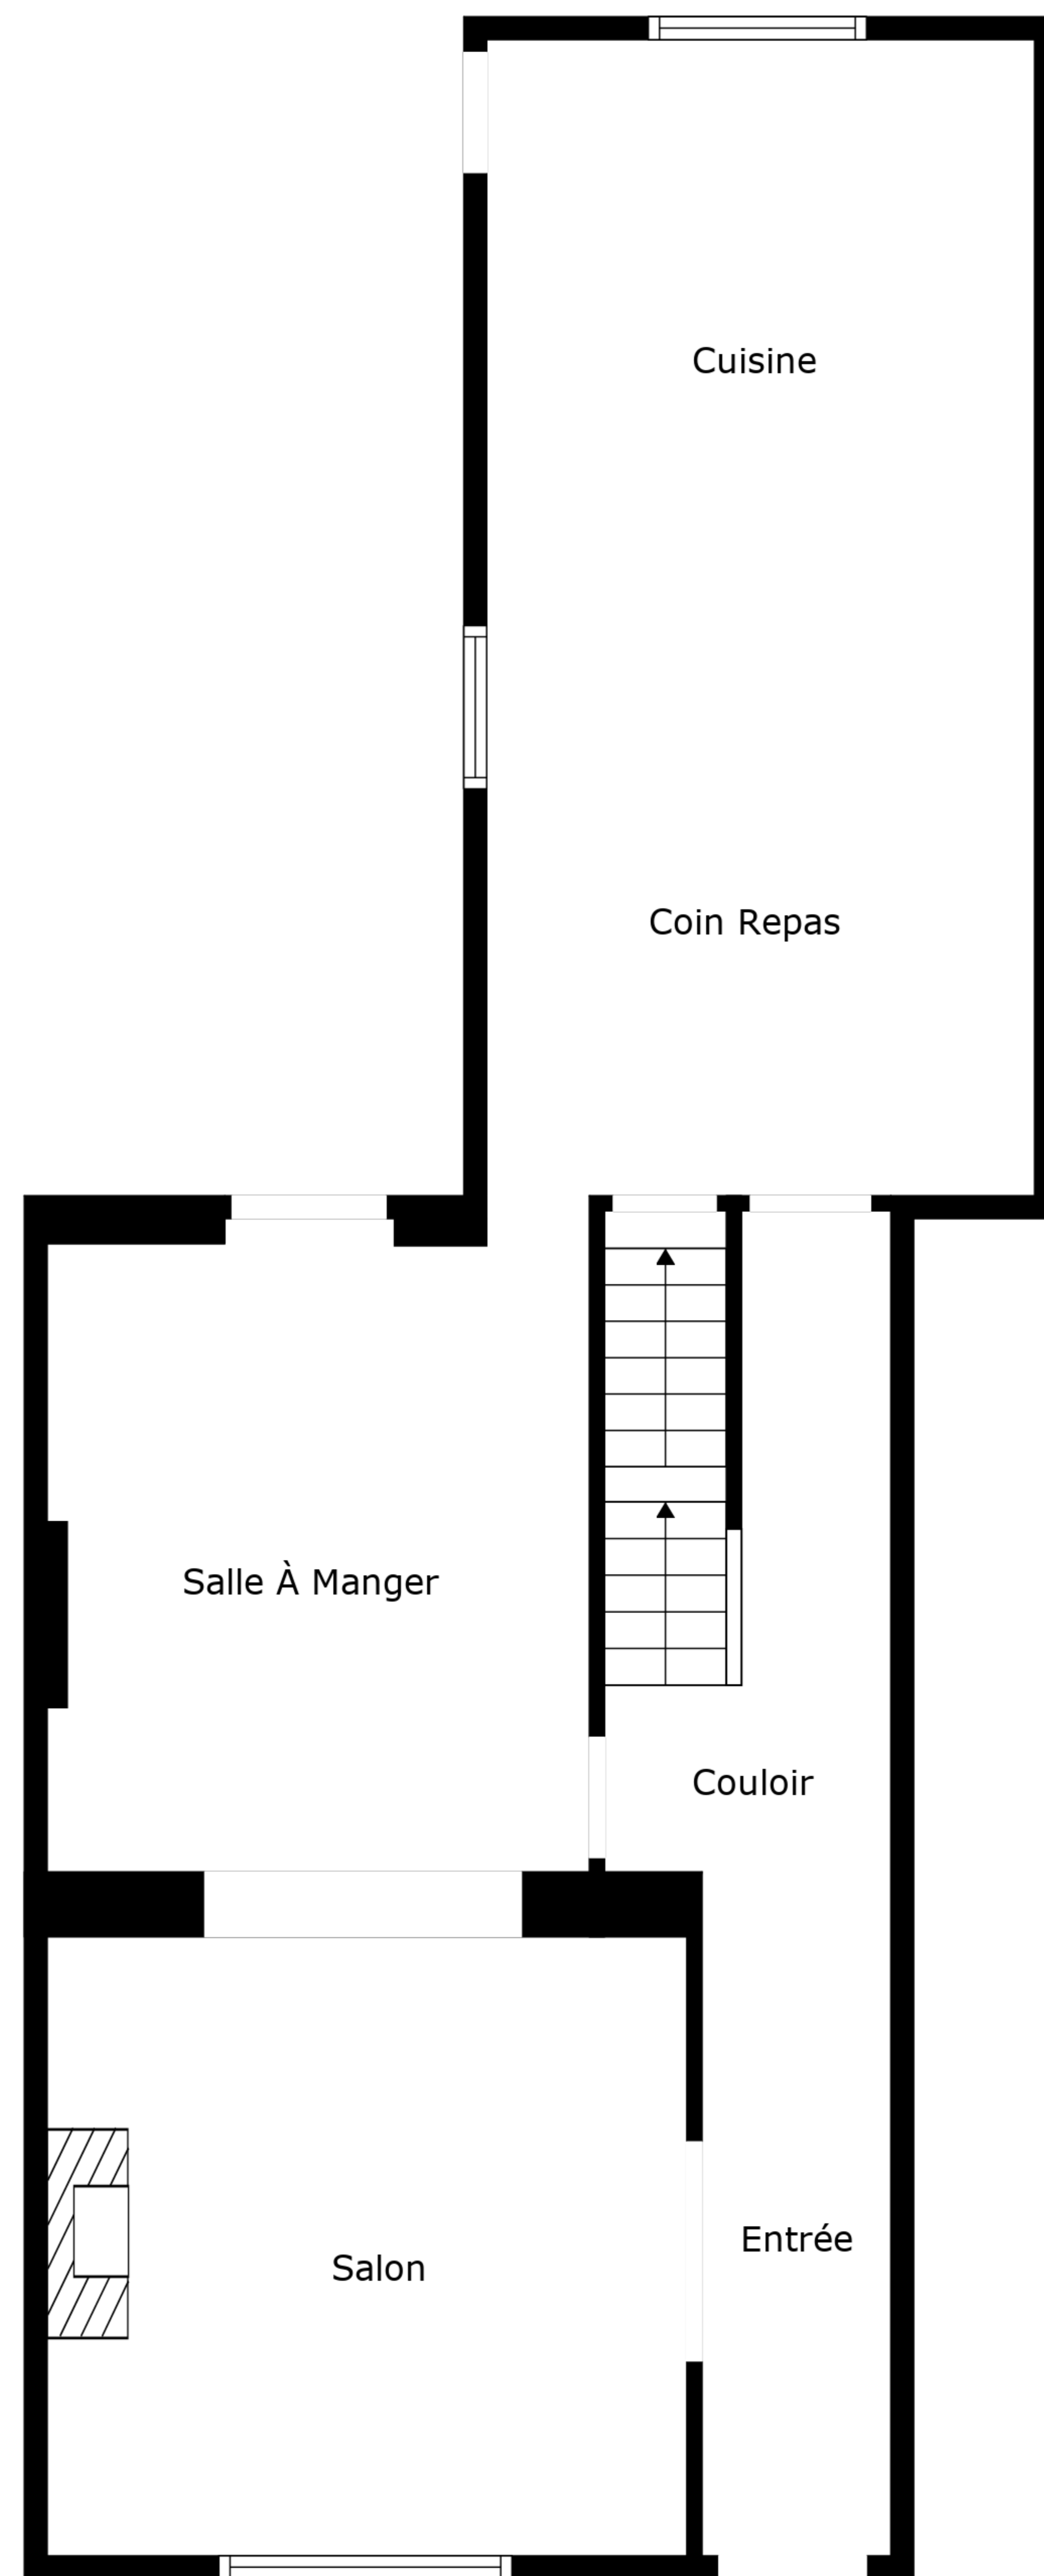 Cuisine
Coin Repas
Salle À Manger
Couloir
Entrée
Salon